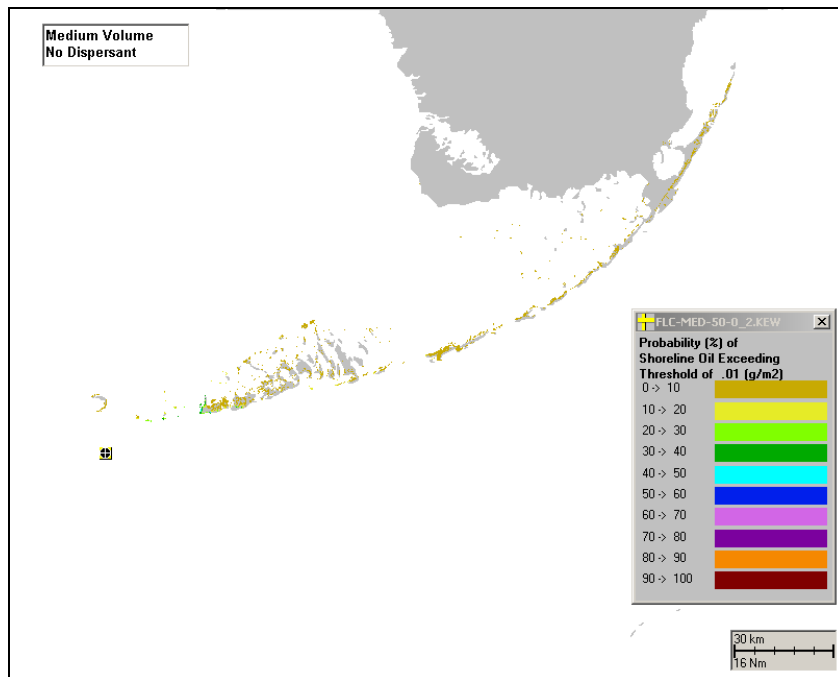 Medium Volume
No Dispersant
FLC-MED-50-0_2.KEW
Probability (%) of
Shoreline Oil Exceeding
Threshold of .01 (g/m2)
0 -> 10
10 -> 20
20 -> 30
30 -> 40
40 -> 50
50 -> 60
60 -> 70
70 -> 80
80 -> 90
90 -> 100
30 km
16 Nm